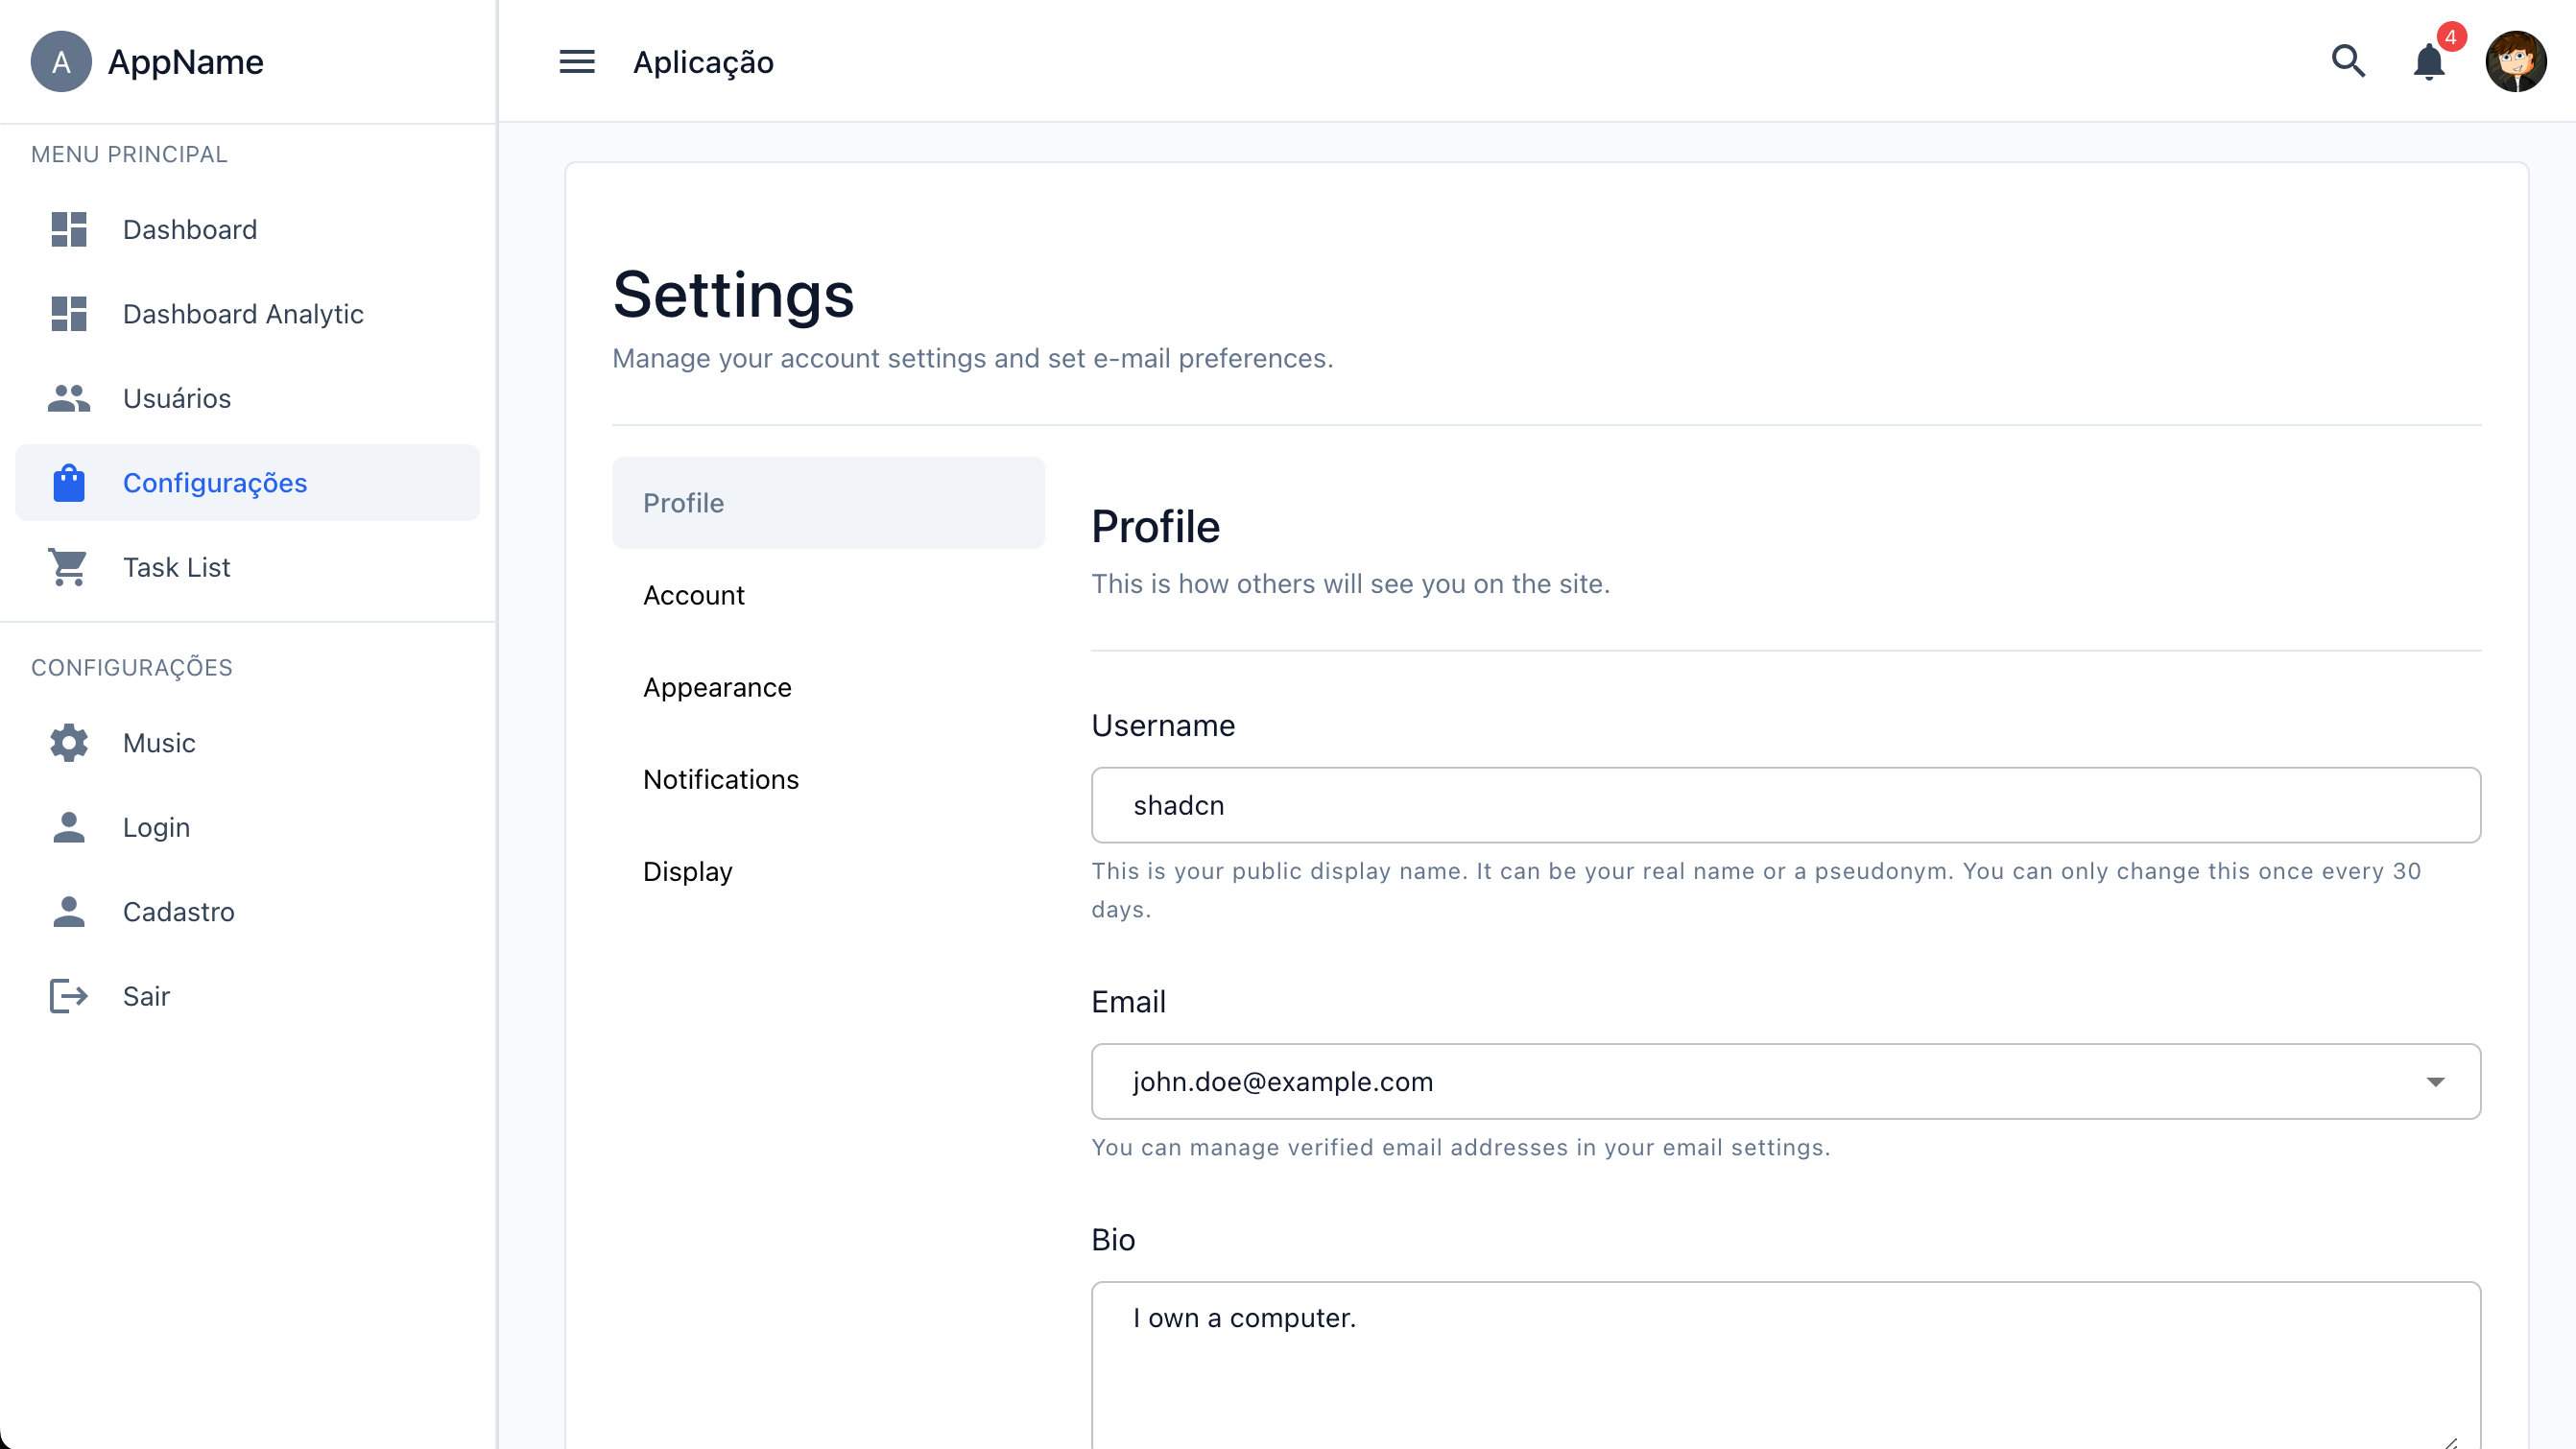 A AppName
MENU PRINCIPAL
Dashboard
Dashboard Analytic
Usuários
Configurações
Task List
CONFIGURAÇÕES
Music
Login
Cadastro
Sair
Aplicação
4
Settings
Manage your account settings and set e-mail preferences.
Profile
Account
Appearance
Notifications
Display
Profile
This is how others will see you on the site.
Username
shadcn
This is your public display name. It can be your real name or a pseudonym. You can only change this once every 30
days.
Email
john.doe@example.com
You can manage verified email addresses in your email settings.
Bio
I own a computer.